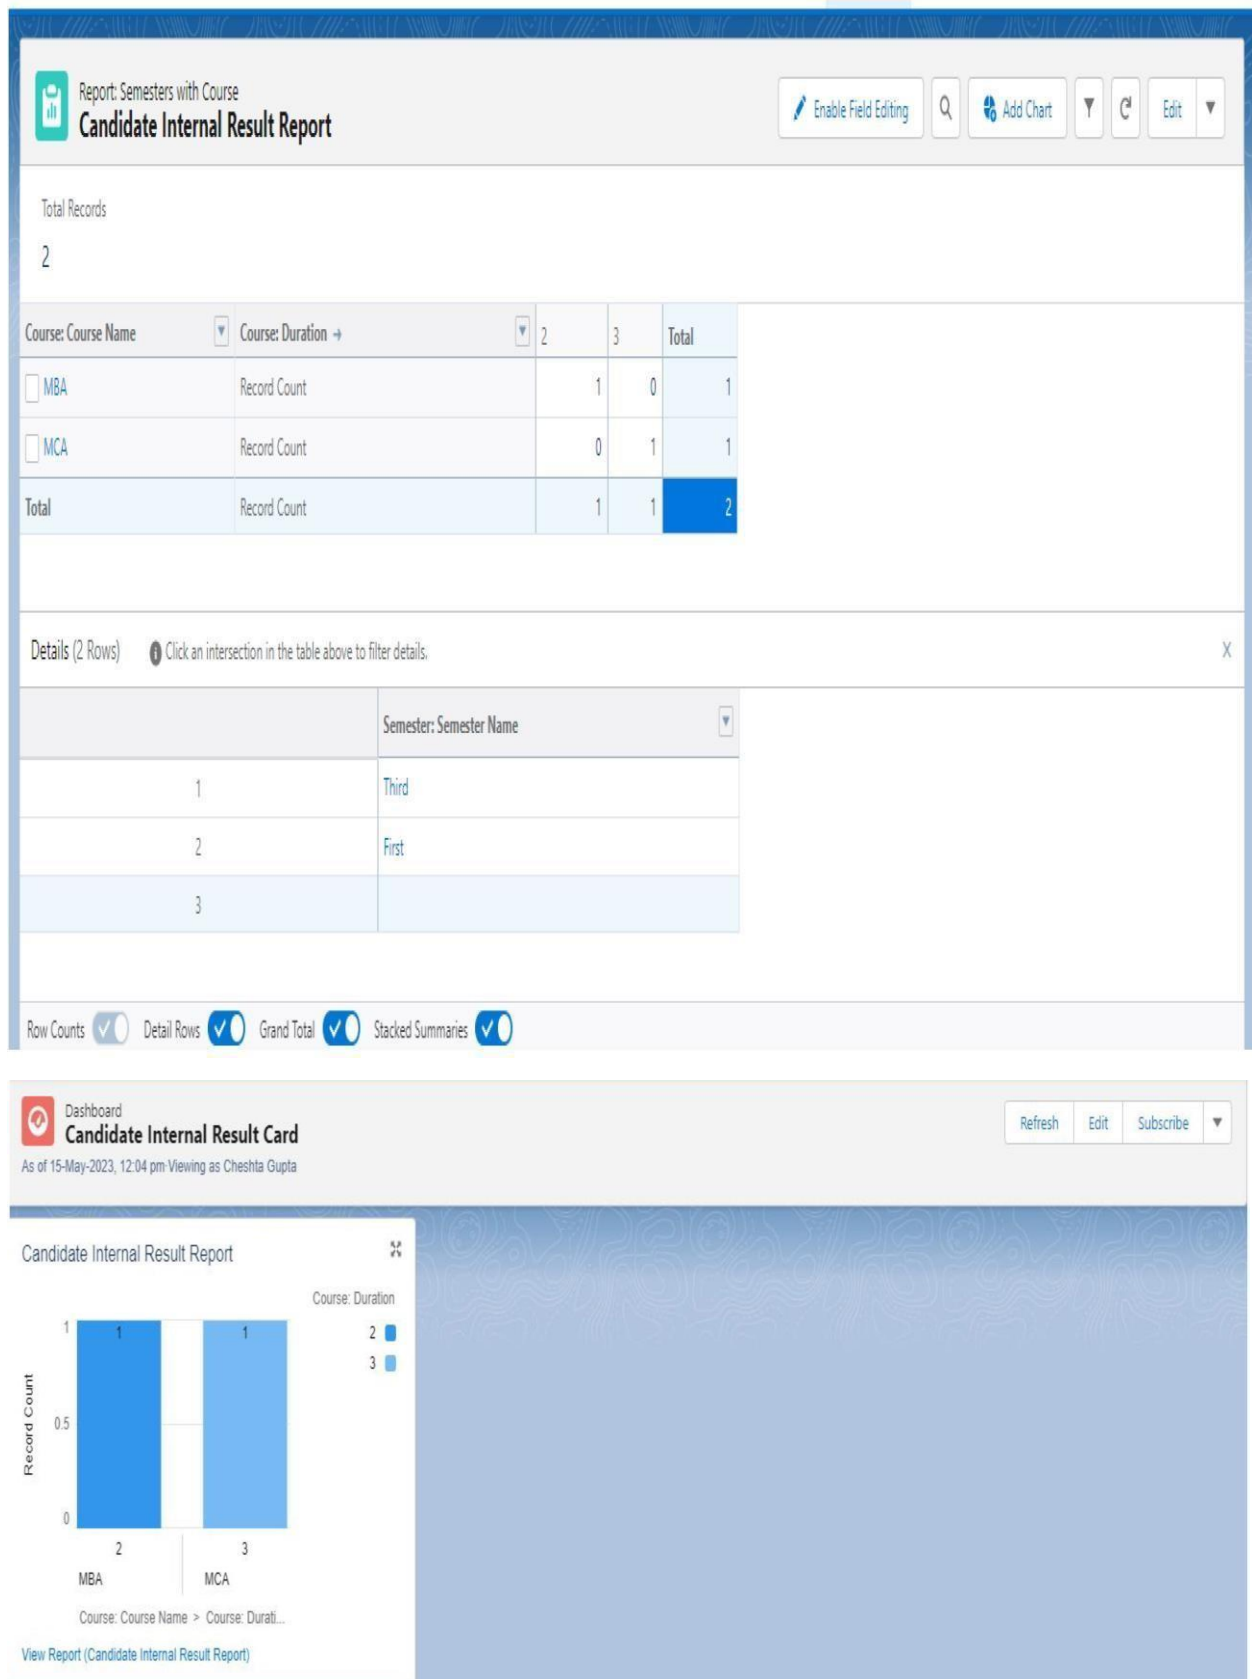 Report: Semesters with Course
Candidate Internal Result Report
Enable Field Editing
Add Chart
Edit
Total Records
2
Course: Course Name Course: Duration → 2 3 Total
MBA Record Count 1 0 1
MCA Record Count 0 1 1
Total Record Count 1 1 2
Details (2 Rows) Click an intersection in the table above to filter details. X
Semester: Semester Name
1 Third
2 First
3
Row Counts Detail Rows Grand Total Stacked Summaries
Dashboard
Candidate Internal Result Card
As of 15-May-2023, 12:04 pm·Viewing as Cheshta Gupta
Refresh Edit Subscribe
Candidate Internal Result Report
Course: Duration
2
3
1
0.5
0
Record Count
1 1
2 3
MBA MCA
Course: Course Name > Course: Durati...
View Report (Candidate Internal Result Report)